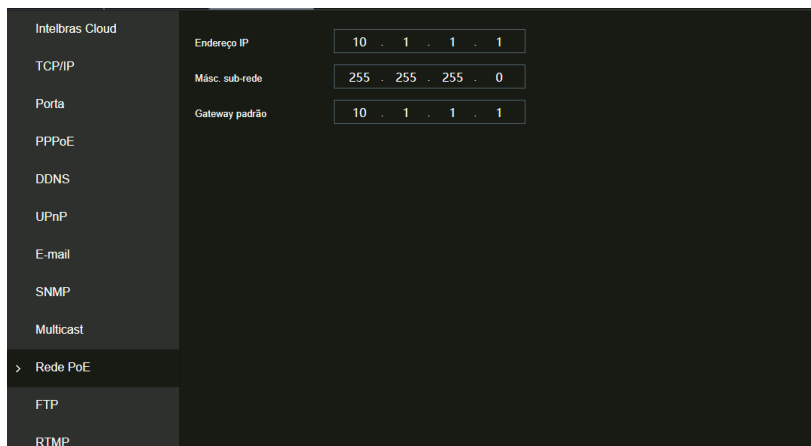 Intelbras Cloud
TCP/IP
Porta
PPPoE
DDNS
UPnP
E-mail
SNMP
Multicast
Rede PoE
FTP
RTMP
Endereço IP 10 . 1 . 1 . 1
Másc. sub-rede 255 . 255 . 255 . 0
Gateway padrão 10 . 1 . 1 . 1